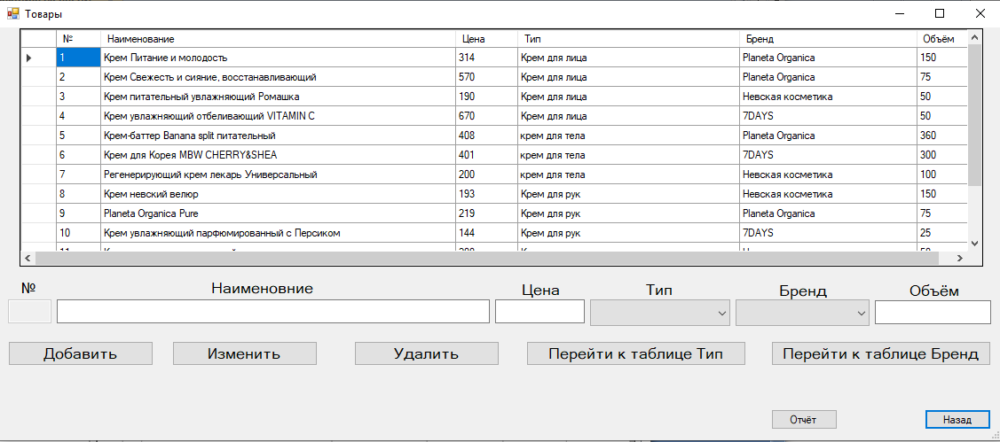 Товары
№ Наименование Цена Тип Бренд Объём
1 Крем Питание и молодость 314 Крем для лица Planeta Organica 150
2 Крем Свежесть и сияние, восстанавливающий 570 Крем для лица Planeta Organica 75
3 Крем питательный увлажняющий Ромашка 190 Крем для лица Невская косметика 50
4 Крем увлажняющий отбеливающий VITAMIN C 670 Крем для лица 7DAYS 50
5 Крем-баттер Banana split питательный 408 крем для тела Planeta Organica 360
6 Крем для Корея MBW CHERRY&SHEA 401 крем для тела 7DAYS 300
7 Регенерирующий крем лекарь Универсальный 200 крем для тела Невская косметика 100
8 Крем невский велюр 193 Крем для рук Невская косметика 150
9 Planeta Organica Pure 219 Крем для рук Planeta Organica 75
10 Крем увлажняющий парфюмированный с Персиком 144 Крем для рук 7DAYS 25
№ Наименовние Цена Тип Бренд Объём
Добавить Изменить Удалить Перейти к таблице Тип Перейти к таблице Бренд
Отчёт Назад